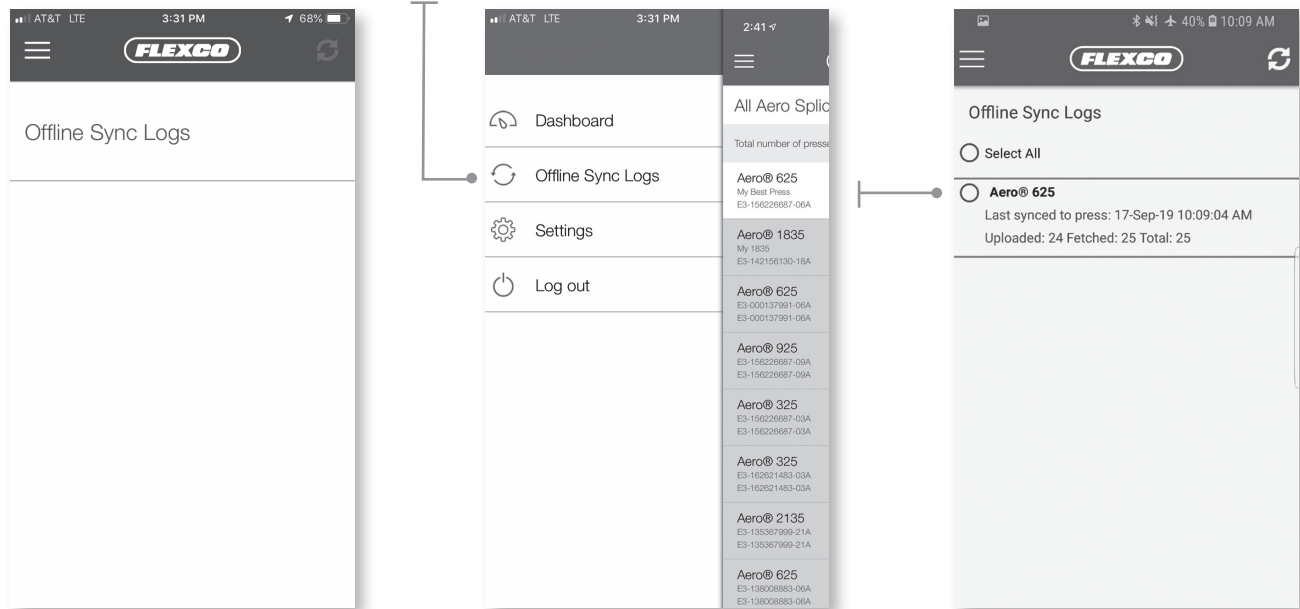 AT&T LTE 3:31 PM 68%
FLEXCO
Offline Sync Logs
AT&T LTE 3:31 PM
Dashboard
Offline Sync Logs
Settings
Log out
2:41
All Aero Splic
Total number of presse
Aero® 625
My Best Press
E3-156226687-06A
Aero® 1835
My 1835
E3-142156130-18A
Aero® 625
E3-000137991-06A
E3-000137991-06A
Aero® 925
E3-156226687-09A
E3-156226687-09A
Aero® 325
E3-156226687-03A
E3-156226687-03A
Aero® 325
E3-162621483-03A
E3-162621483-03A
Aero® 2135
E3-135367999-21A
E3-135367999-21A
Aero® 625
E3-138008883-06A
E3-138008883-06A
40% 10:09 AM
FLEXCO
Offline Sync Logs
Select All
Aero® 625
Last synced to press: 17-Sep-19 10:09:04 AM
Uploaded: 24 Fetched: 25 Total: 25